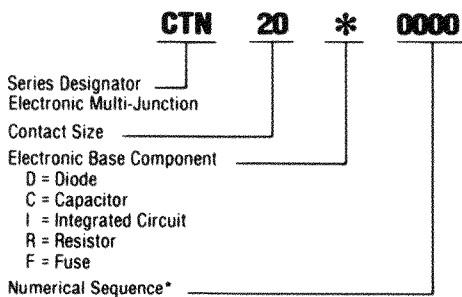 CTN 20 * 0000
Series Designator
Electronic Multi-Junction
Contact Size
Electronic Base Component
D = Diode
C = Capacitor
I = Integrated Circuit
R = Resistor
F = Fuse
Numerical Sequence*